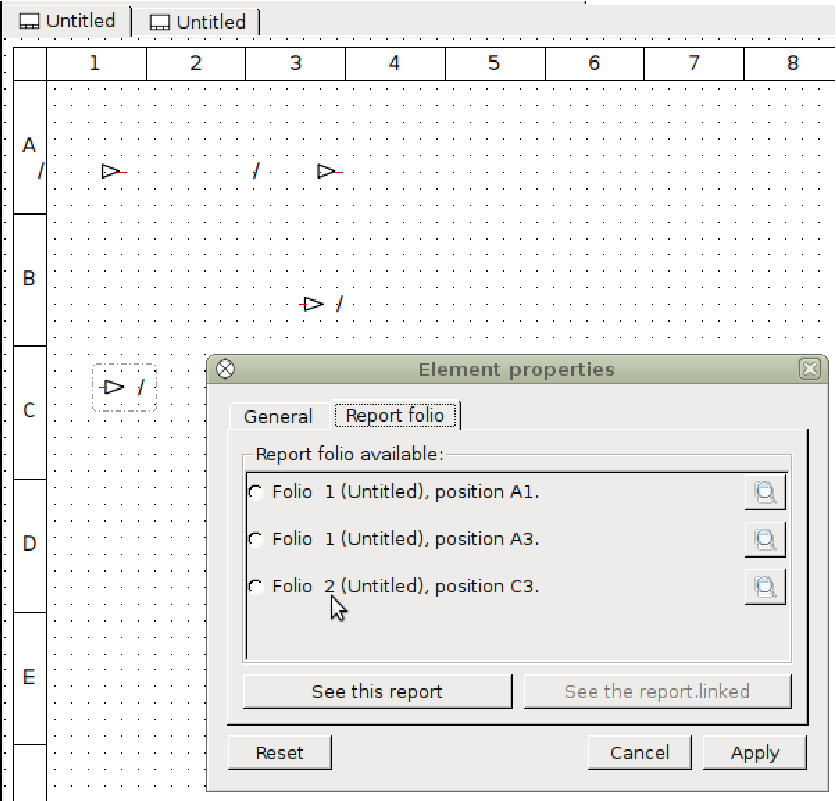 Untitled Untitled
1 2 3 4 5 6 7 8
A
/ /
B
/
C
/
Element properties
General Report folio
Report folio available:
Folio 1 (Untitled), position A1.
Folio 1 (Untitled), position A3.
Folio 2 (Untitled), position C3.
D
E
See this report See the report.linked
Reset Cancel Apply